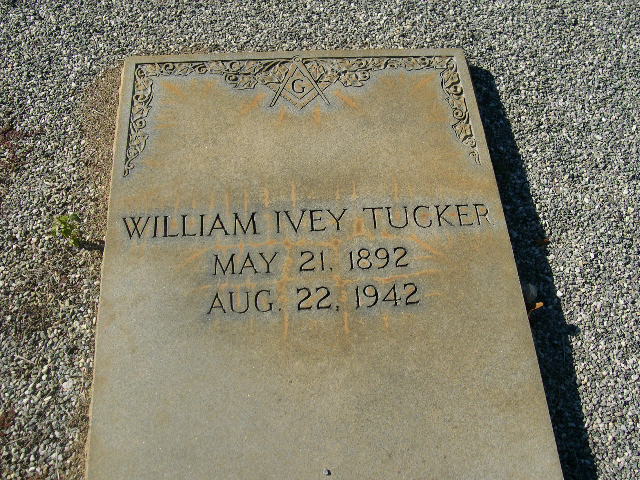 G
WILLIAM IVEY TUCKER
MAY 21, 1892
AUG. 22, 1942